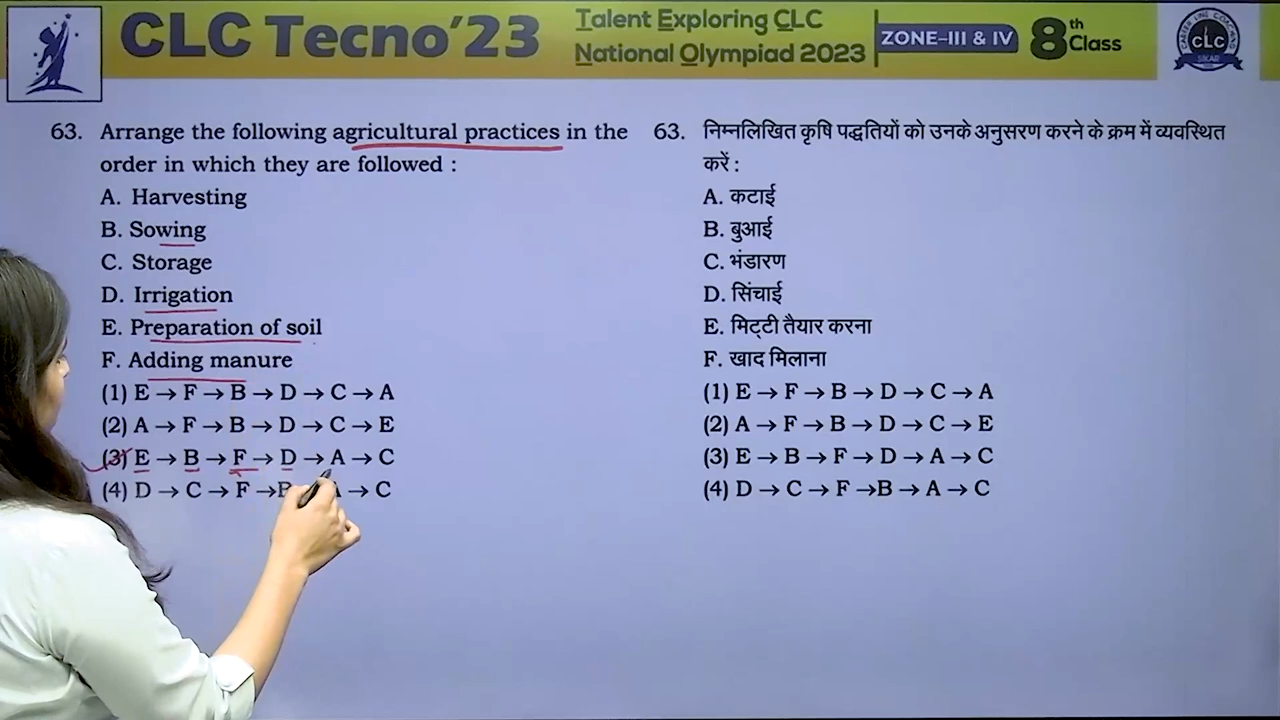 CLC Tecno'23
Talent Exploring CLC
National Olympiad 2023
ZONE–III & IV
8th Class
CLC
63. Arrange the following agricultural practices in the
order in which they are followed :
A. Harvesting
B. Sowing
C. Storage
D. Irrigation
E. Preparation of soil
F. Adding manure
(1) E → F → B → D → C → A
(2) A → F → B → D → C → E
(3) E → B → F → D → A → C
(4) D → C → F → → C
63. निम्नलिखित कृषि पद्धतियों को उनके अनुसरण करने के क्रम में व्यवस्थित
करें :
A. कटाई
B. बुआई
C. भंडारण
D. सिंचाई
E. मिट्टी तैयार करना
F. खाद मिलाना
(1) E → F → B → D → C → A
(2) A → F → B → D → C → E
(3) E → B → F → D → A → C
(4) D → C → F → B → A → C